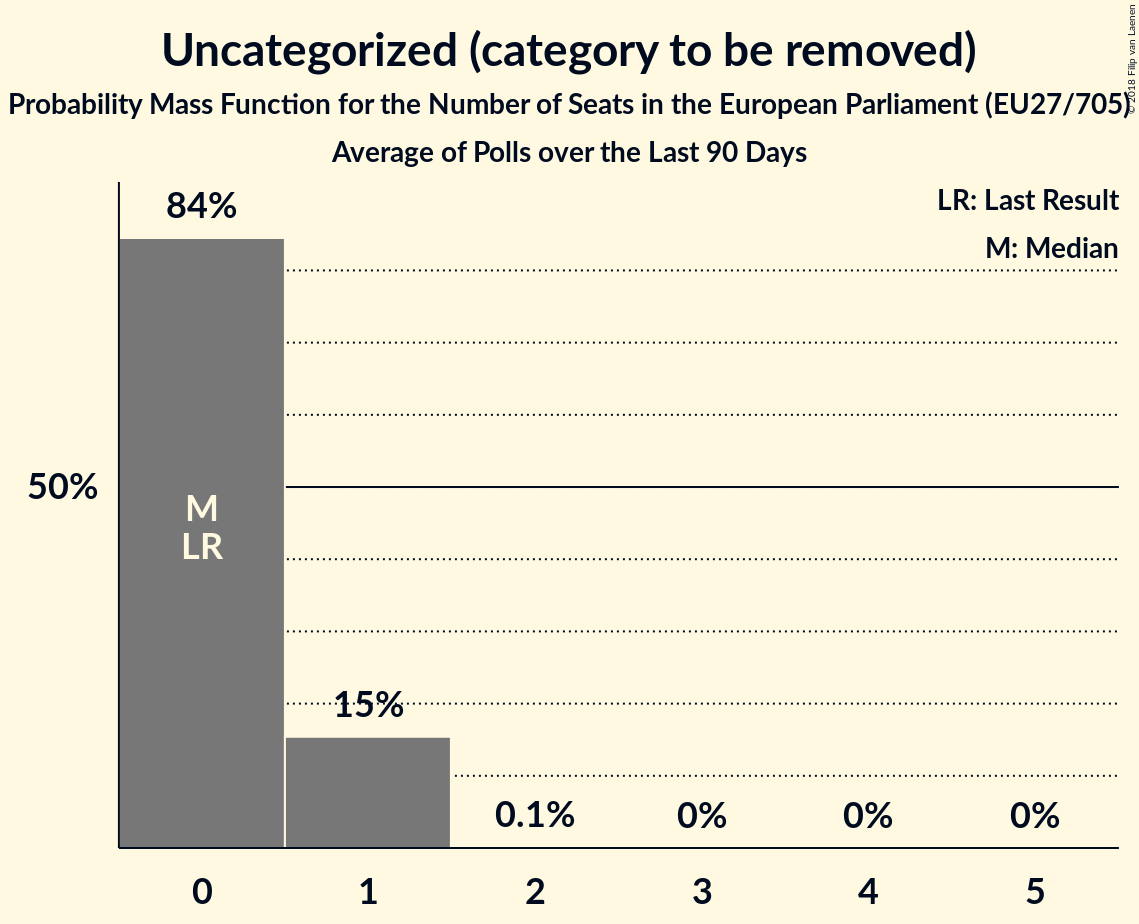 Uncategorized (category to be removed)
Probability Mass Function for the Number of Seats in the European Parliament (EU27/705)
Average of Polls over the Last 90 Days
© 2018 Filip van Laenen
LR: Last Result
M: Median
84%
50%
M
LR
15%
0.1%
0%
0%
0%
0
1
2
3
4
5